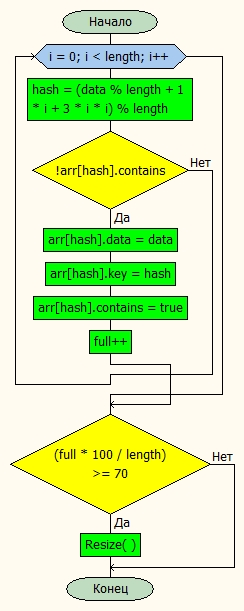 Начало
i = 0; i < length; i++
hash = (data % length + 1
* i + 3 * i * i) % length
!arr[hash].contains
Нет
Да
arr[hash].data = data
arr[hash].key = hash
arr[hash].contains = true
full++
(full * 100 / length)
>= 70
Нет
Да
Resize( )
Конец